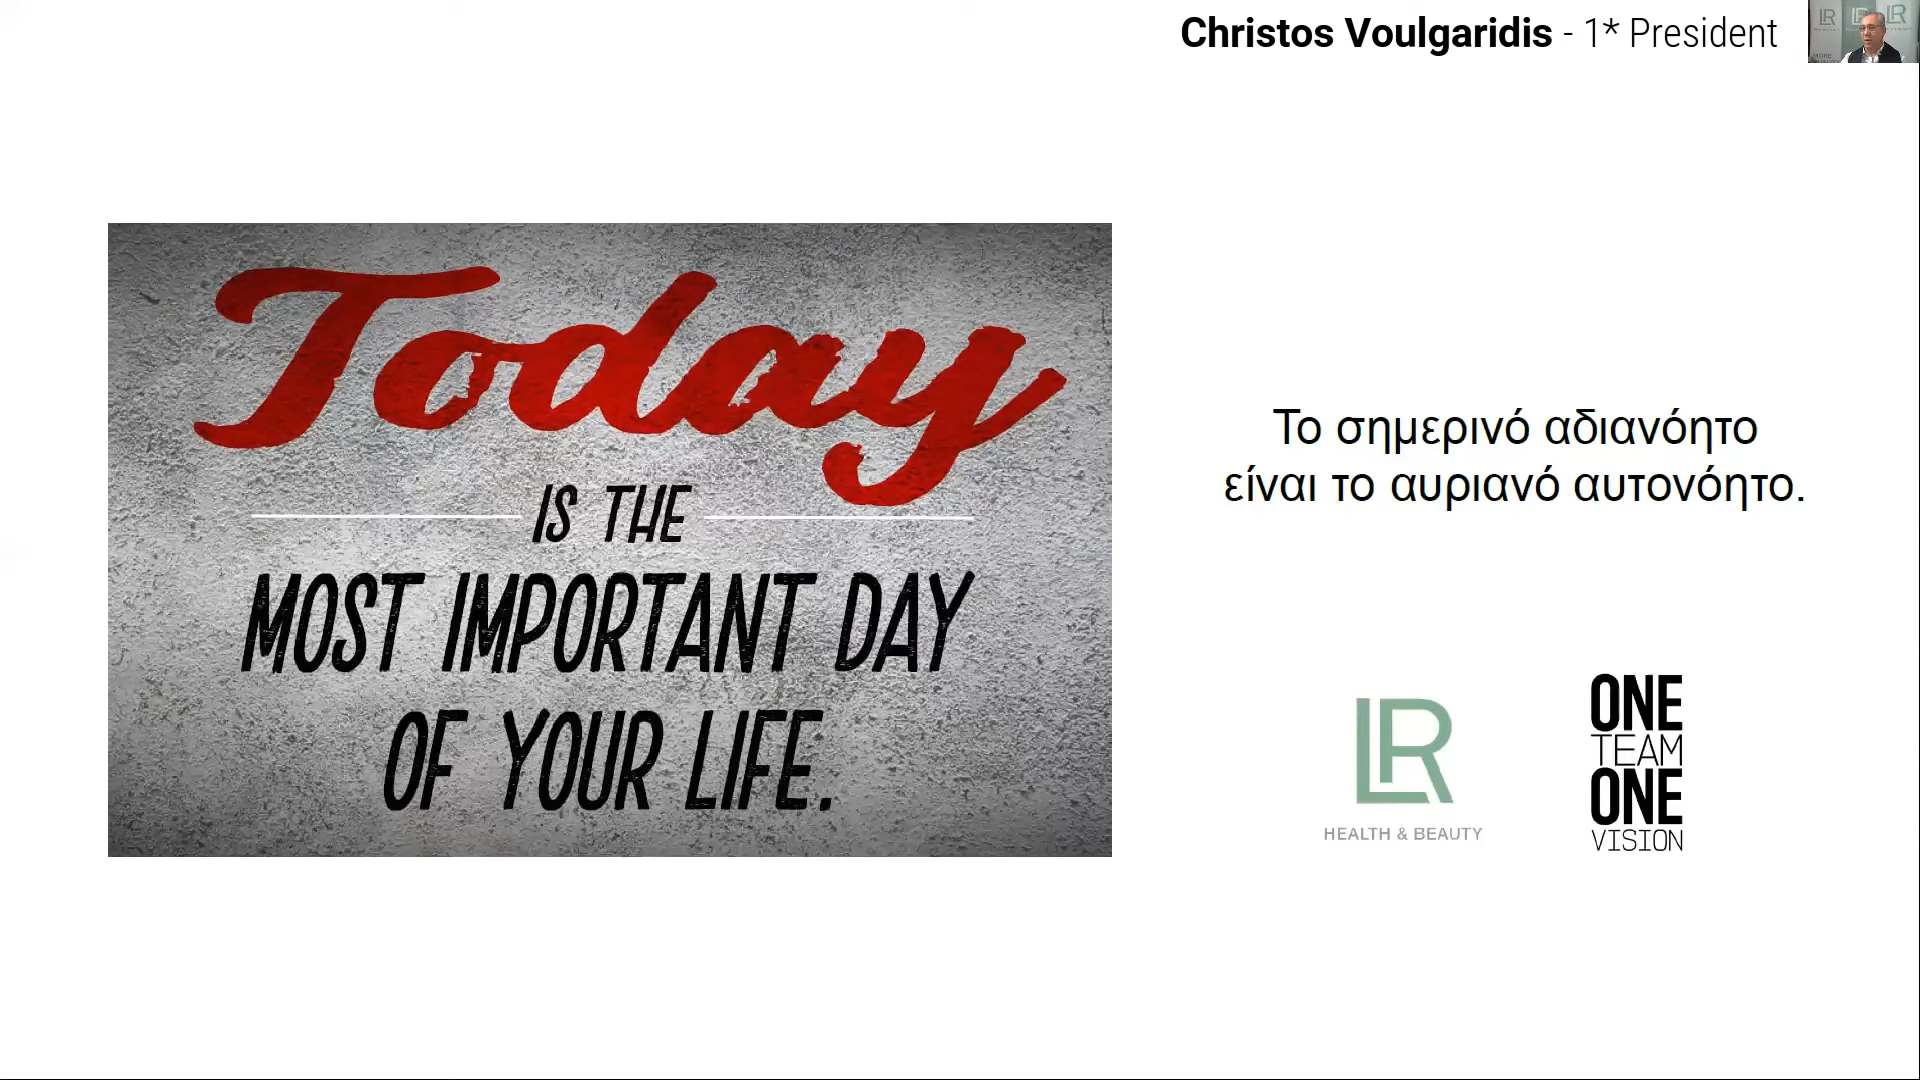 Christos Voulgaridis - 1* President
Today
IS THE
MOST IMPORTANT DAY
OF YOUR LIFE.
Το σημερινό αδιανόητο
είναι το αυριανό αυτονόητο.
LR
HEALTH & BEAUTY
ONE
TEAM
ONE
VISION